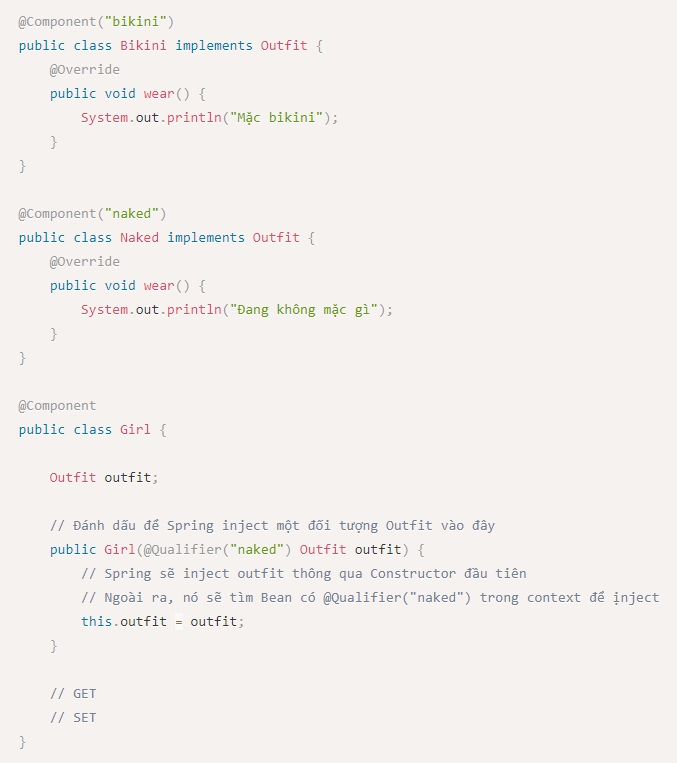 @Component("bikini")
public class Bikini implements Outfit {
    @Override
    public void wear() {
        System.out.println("Mặc bikini");
    }
}

@Component("naked")
public class Naked implements Outfit {
    @Override
    public void wear() {
        System.out.println("Đang không mặc gì");
    }
}

@Component
public class Girl {

    Outfit outfit;

    // Đánh dấu để Spring inject một đối tượng Outfit vào đây
    public Girl(@Qualifier("naked") Outfit outfit) {
        // Spring sẽ inject outfit thông qua Constructor đầu tiên
        // Ngoài ra, nó sẽ tìm Bean có @Qualifier("naked") trong context để ịnject
        this.outfit = outfit;
    }

    // GET
    // SET
}